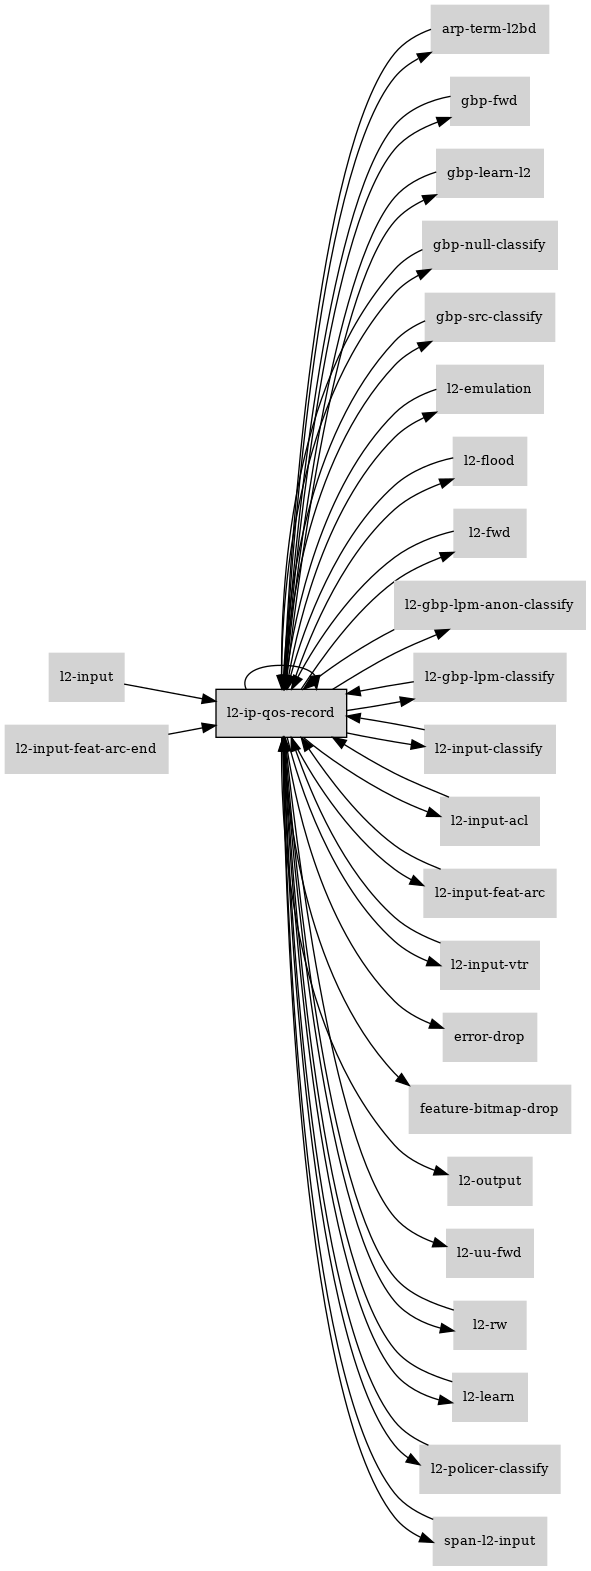 arp-term-l2bd
gbp-fwd
gbp-learn-l2
gbp-null-classify
gbp-src-classify
l2-emulation
l2-flood
l2-fwd
l2-gbp-lpm-anon-classify
l2-input
l2-gbp-lpm-classify
l2-ip-qos-record
l2-input-feat-arc-end
l2-input-classify
l2-input-acl
l2-input-feat-arc
l2-input-vtr
error-drop
feature-bitmap-drop
l2-output
l2-uu-fwd
l2-rw
l2-learn
l2-policer-classify
span-l2-input